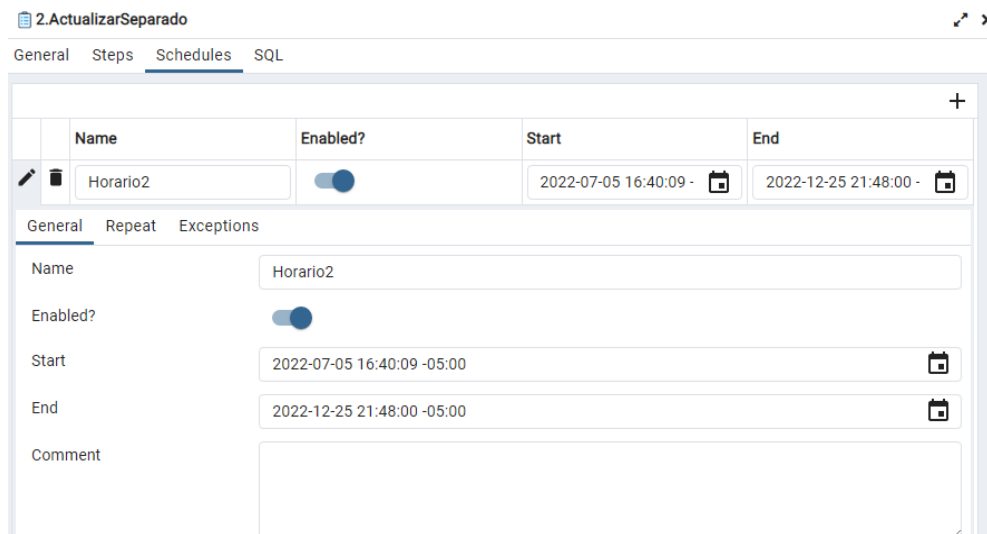 2.ActualizarSeparado
General Steps Schedules SQL
Name Enabled? Start End
Horario2 2022-07-05 16:40:09 - 2022-12-25 21:48:00 -
General Repeat Exceptions
Name Horario2
Enabled?
Start 2022-07-05 16:40:09 -05:00
End 2022-12-25 21:48:00 -05:00
Comment